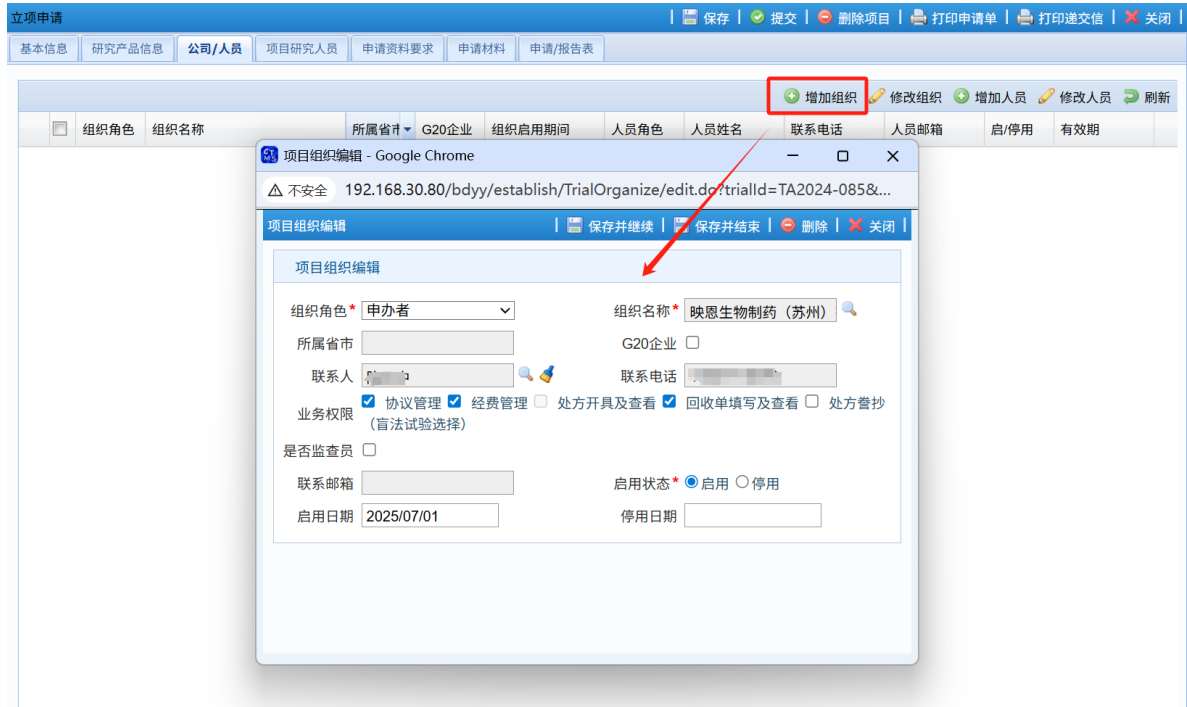 立项申请 保存 提交 删除项目 打印申请单 打印递交信 关闭
基本信息 研究产品信息 公司/人员 项目研究人员 申请资料要求 申请材料 申请/报告表
增加组织 修改组织 增加人员 修改人员 刷新
组织角色 组织名称 所属省市 G20企业 组织启用期间 人员角色 人员姓名 联系电话 人员邮箱 启/停用 有效期
项目组织编辑 - Google Chrome
不安全 192.168.30.80/bdyy/establish/TrialOrganize/edit.do?trialId=TA2024-085&...
项目组织编辑 保存并继续 保存并结束 删除 关闭
项目组织编辑
组织角色* 申办者 组织名称* 映恩生物制药（苏州）
所属省市 G20企业
联系人 联系电话
业务权限 协议管理 经费管理 处方开具及查看 回收单填写及查看 处方誊抄
（盲法试验选择）
是否监查员
联系邮箱 启用状态* 启用 停用
启用日期 2025/07/01 停用日期